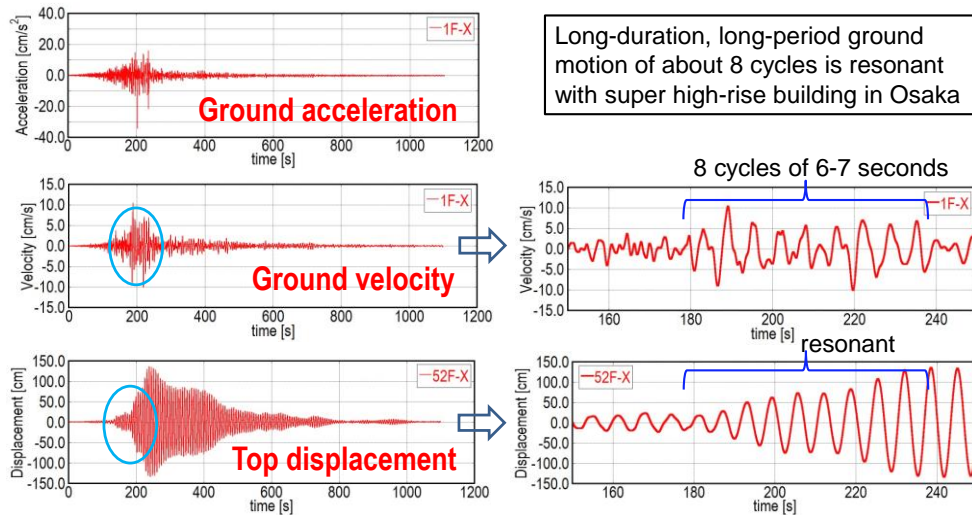 40.0
20.0
0.0
-20.0
-40.0
Acceleration [cm/s²]
1F-X
Ground acceleration
0 200 400 600 800 1000 1200
time [s]
Long-duration, long-period ground
motion of about 8 cycles is resonant
with super high-rise building in Osaka
15.0
10.0
5.0
0.0
-5.0
-10.0
-15.0
Velocity [cm/s]
1F-X
Ground velocity
0 200 400 600 800 1000 1200
time [s]
8 cycles of 6-7 seconds
15.0
10.0
5.0
0.0
-5.0
-10.0
-15.0
Velocity [cm/s]
1F-X
160 180 200 220 240
time [s]
150.0
100.0
50.0
0.0
-50.0
-100.0
-150.0
Displacement [cm]
52F-X
Top displacement
0 200 400 600 800 1000 1200
time [s]
resonant
150.0
100.0
50.0
0.0
-50.0
-100.0
-150.0
Displacement [cm]
52F-X
160 180 200 220 240
time [s]